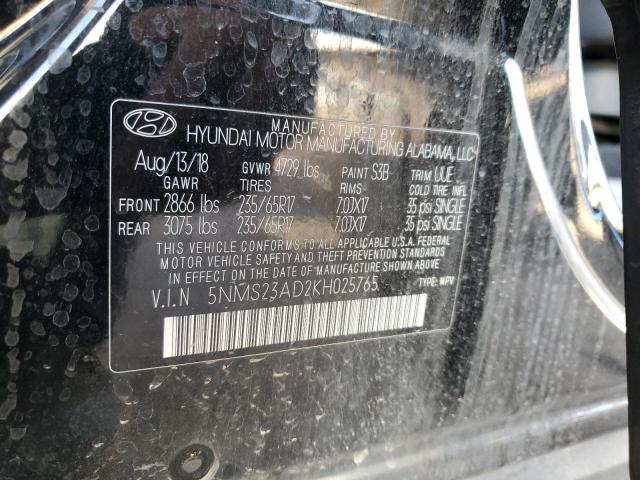 MANUFACTURED BY
HYUNDAI MOTOR MANUFACTURING ALABAMA, LLC
Aug/13/18 GVWR 4729 lbs PAINT S3B TRIM UUE
GAWR TIRES RIMS COLD TIRE INFL
FRONT 2866 lbs 235/65R17 7.0JX17 35 psi SINGLE
REAR 3075 lbs 235/65R17 7.0JX17 35 psi SINGLE
THIS VEHICLE CONFORMS TO ALL APPLICABLE U.S.A. FEDERAL
MOTOR VEHICLE SAFETY AND THEFT PREVENTION STANDARDS
IN EFFECT ON THE DATE OF MANUFACTURE SHOWN ABOVE.
V.I.N 5NMS23AD2KH025765 TYPE: MPV